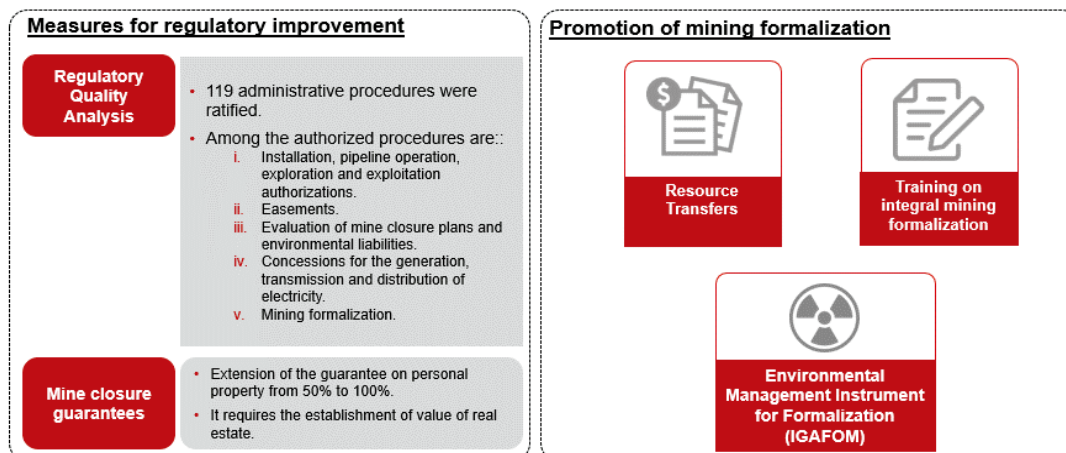 Measures for regulatory improvement
Regulatory
Quality
Analysis
• 119 administrative procedures were
ratified.
• Among the authorized procedures are::
i. Installation, pipeline operation,
exploration and exploitation
authorizations.
ii. Easements.
iii. Evaluation of mine closure plans and
environmental liabilities.
iv. Concessions for the generation,
transmission and distribution of
electricity.
v. Mining formalization.
Mine closure
guarantees
• Extension of the guarantee on personal
property from 50% to 100%.
• It requires the establishment of value of real
estate.
Promotion of mining formalization
$
Resource
Transfers
Training on
integral mining
formalization
Environmental
Management Instrument
for Formalization
(IGAFOM)